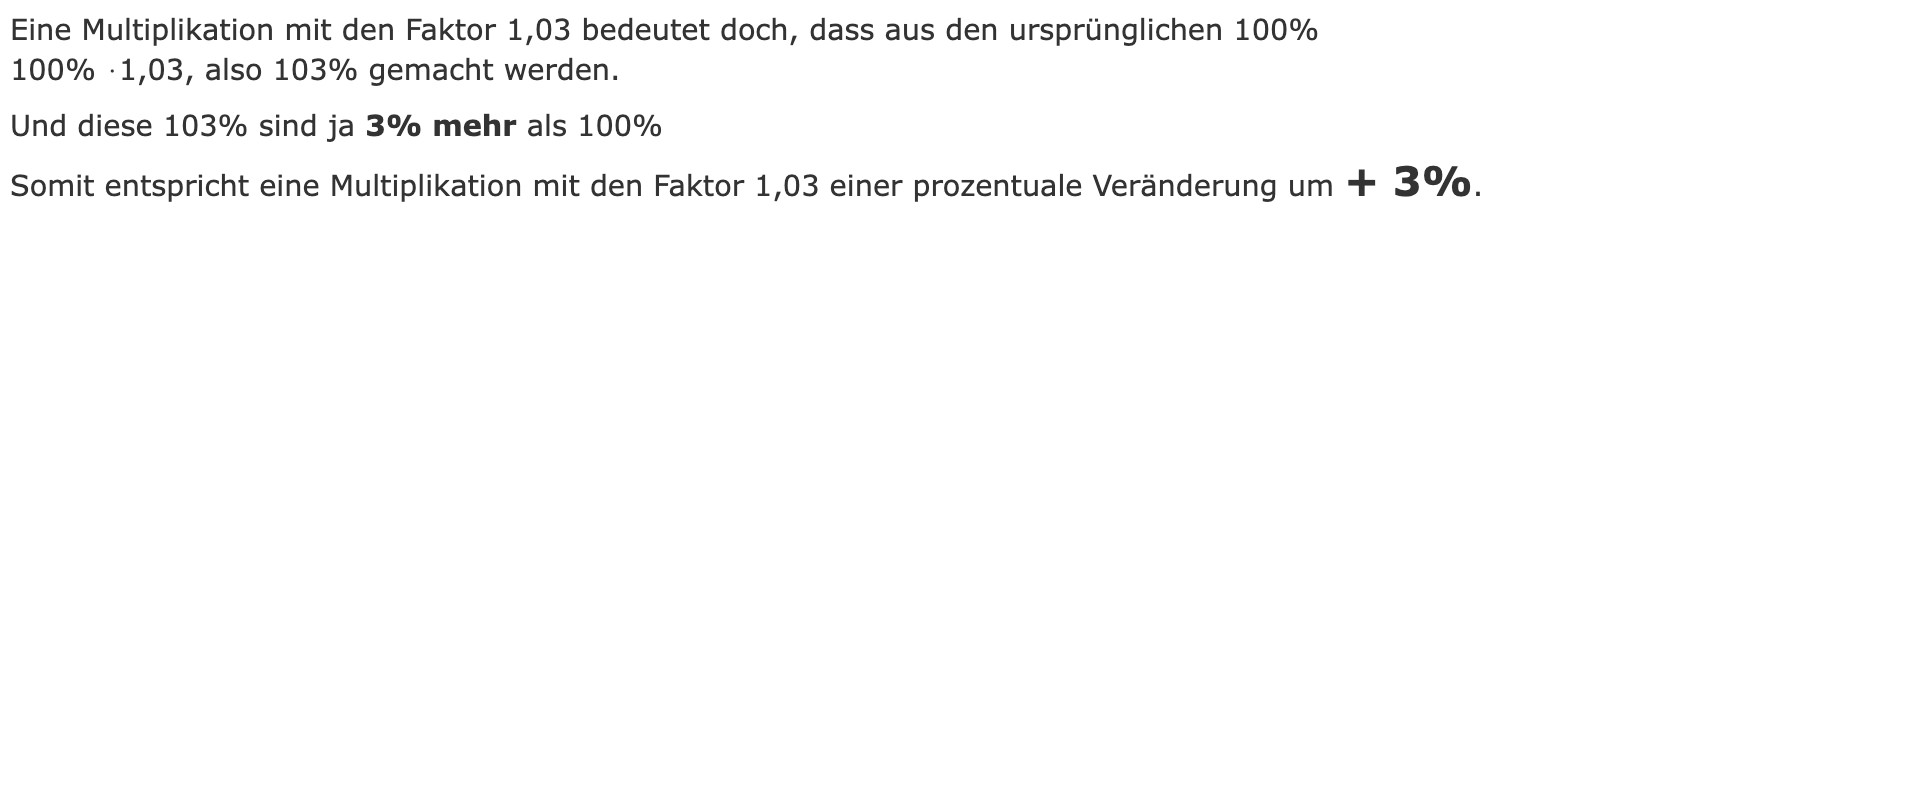 Eine Multiplikation mit den Faktor 1,03 bedeutet doch, dass aus den ursprünglichen 100%
100% ·1,03, also 103% gemacht werden.
Und diese 103% sind ja 3% mehr als 100%
Somit entspricht eine Multiplikation mit den Faktor 1,03 einer prozentuale Veränderung um + 3%.